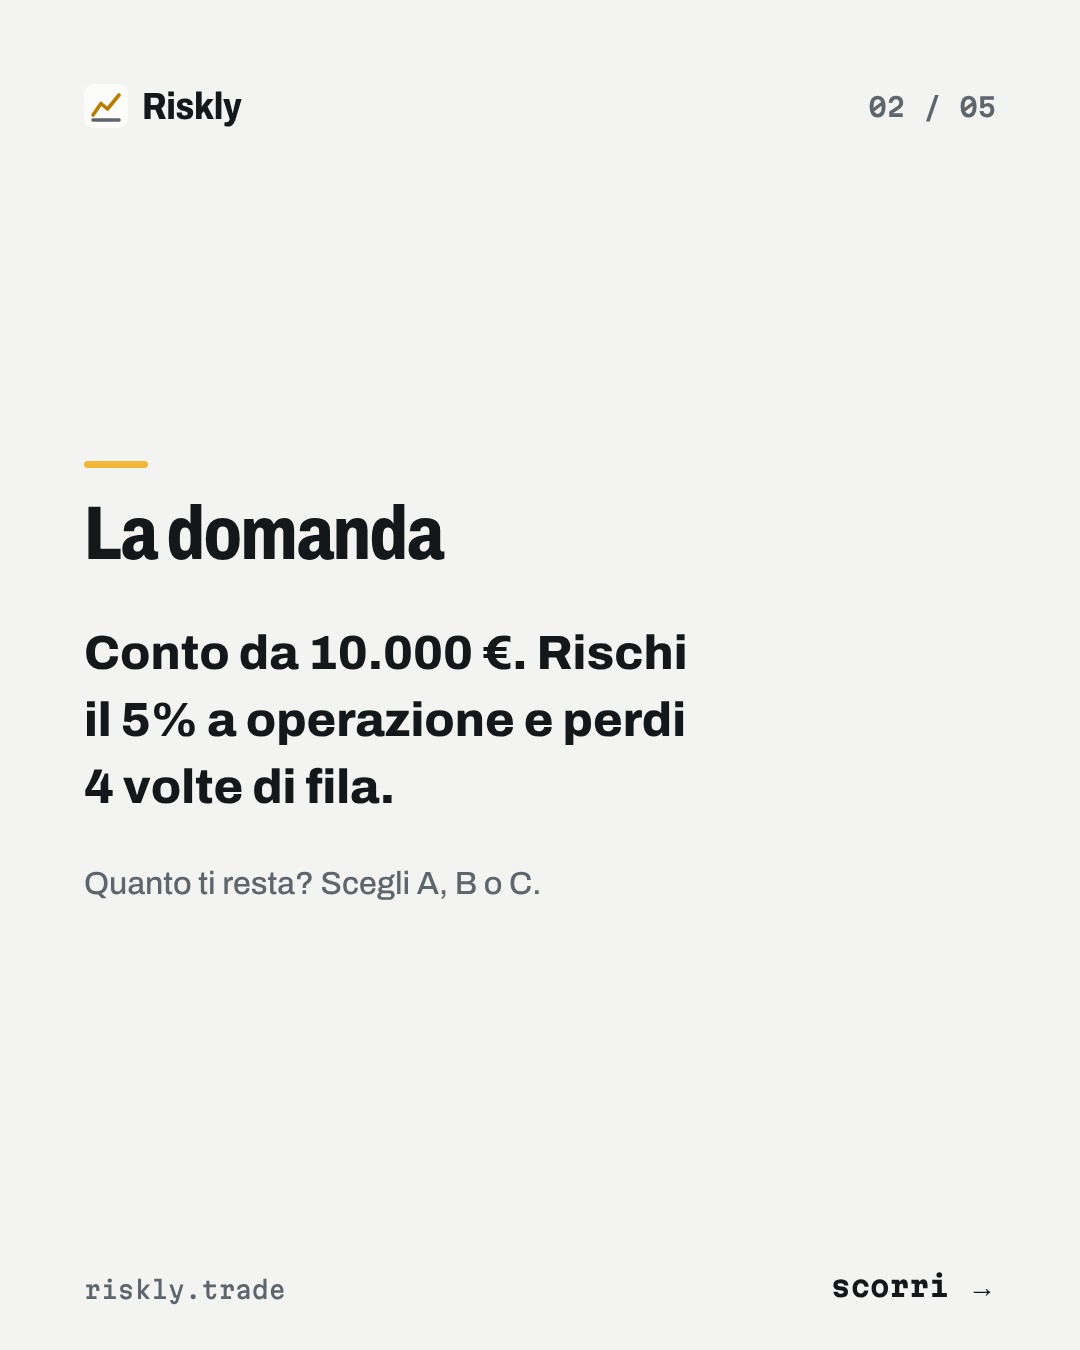 Riskly
02 / 05
La domanda
Conto da 10.000 €. Rischi
il 5% a operazione e perdi
4 volte di fila.
Quanto ti resta? Scegli A, B o C.
riskly.trade
scorri →